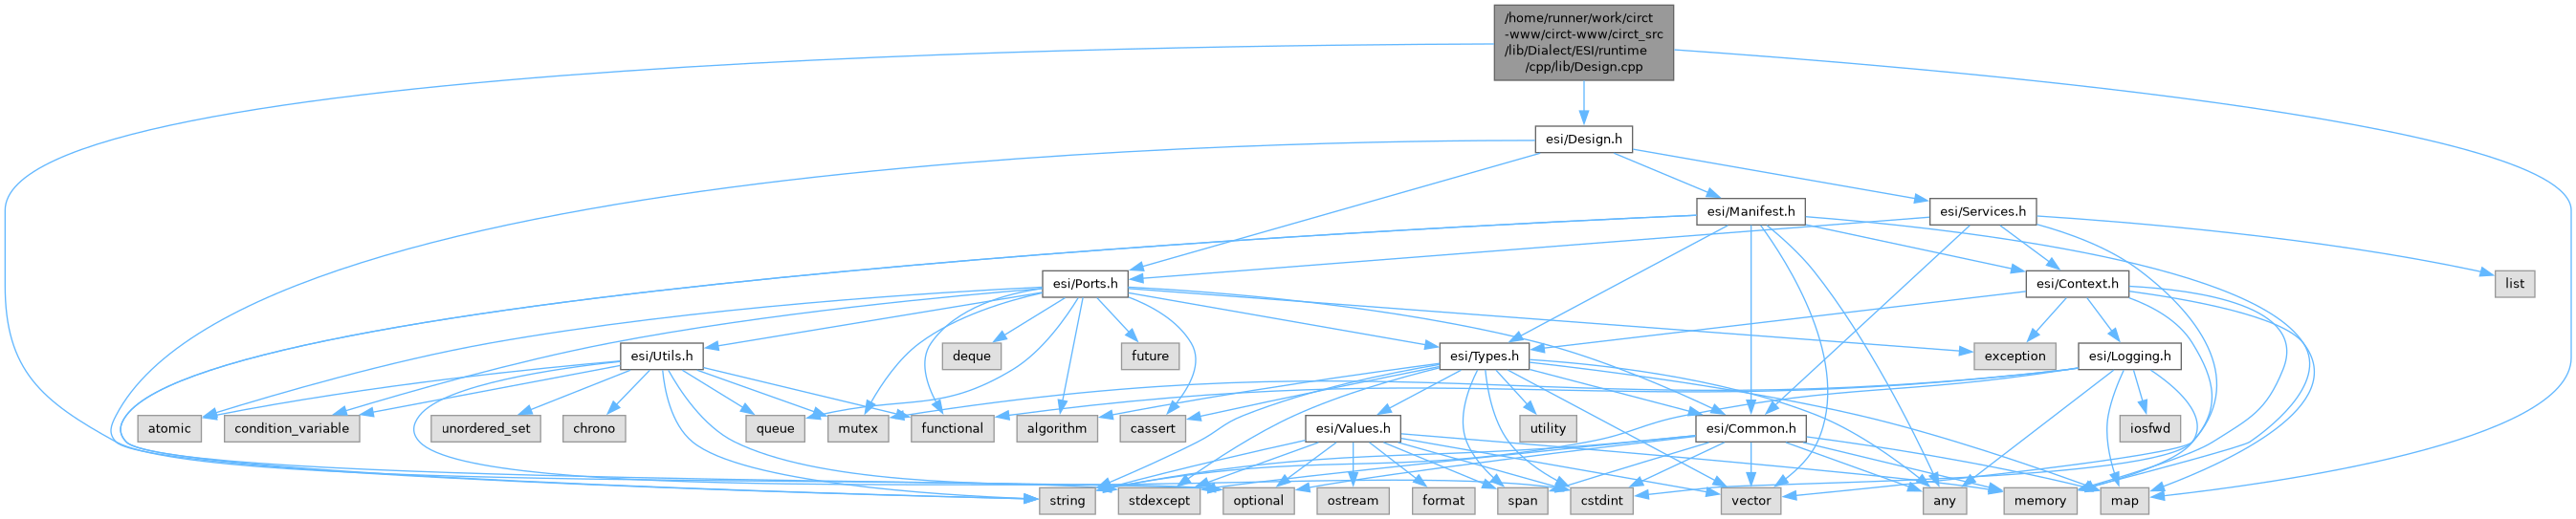 /home/runner/work/circt
-www/circt-www/circt_src
/lib/Dialect/ESI/runtime
/cpp/lib/Design.cpp
esi/Design.h
esi/Manifest.h
esi/Services.h
esi/Ports.h
esi/Context.h
list
esi/Utils.h
deque
future
esi/Types.h
exception
esi/Logging.h
atomic
condition_variable
unordered_set
chrono
queue
mutex
functional
algorithm
cassert
esi/Values.h
utility
esi/Common.h
iosfwd
string
stdexcept
optional
ostream
format
span
cstdint
vector
any
memory
map